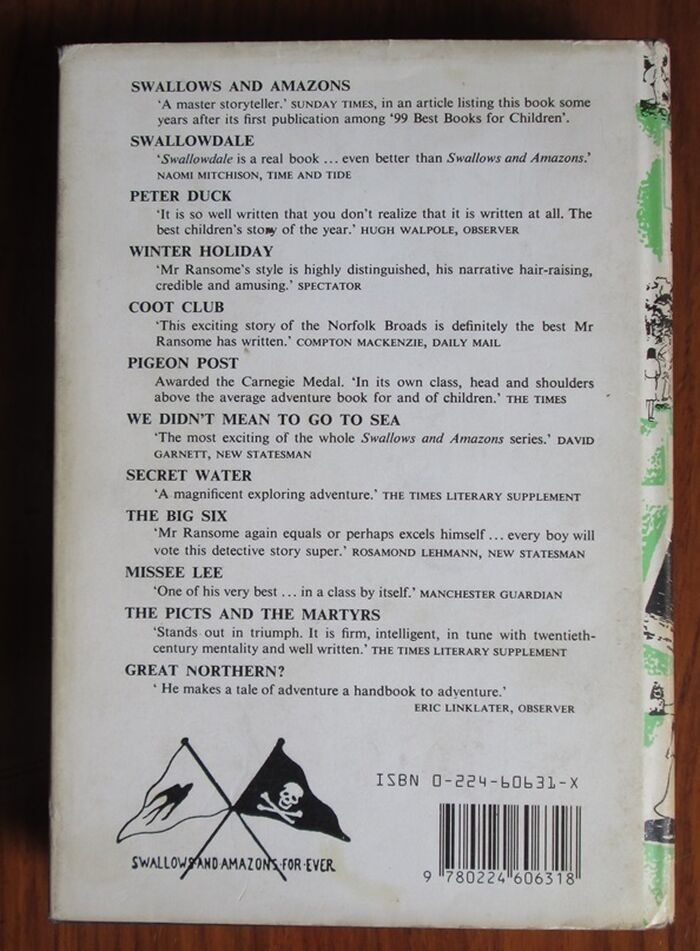 SWALLOWS AND AMAZONS
‘A master storyteller.’ SUNDAY TIMES, in an article listing this book some
years after its first publication among ‘99 Best Books for Children’.
SWALLOWDALE
‘Swallowdale is a real book ... even better than Swallows and Amazons.’
NAOMI MITCHISON, TIME AND TIDE
PETER DUCK
‘It is so well written that you don’t realize that it is written at all. The
best children’s story of the year.’ HUGH WALPOLE, OBSERVER
WINTER HOLIDAY
‘Mr Ransome’s style is highly distinguished, his narrative hair-raising,
credible and amusing.’ SPECTATOR
COOT CLUB
‘This exciting story of the Norfolk Broads is definitely the best Mr
Ransome has written.’ COMPTON MACKENZIE, DAILY MAIL
PIGEON POST
Awarded the Carnegie Medal. ‘In its own class, head and shoulders
above the average adventure book for and of children.’ THE TIMES
WE DIDN’T MEAN TO GO TO SEA
‘The most exciting of the whole Swallows and Amazons series.’ DAVID
GARNETT, NEW STATESMAN
SECRET WATER
‘A magnificent exploring adventure.’ THE TIMES LITERARY SUPPLEMENT
THE BIG SIX
‘Mr Ransome again equals or perhaps excels himself ... every boy will
vote this detective story super.’ ROSAMOND LEHMANN, NEW STATESMAN
MISSEE LEE
‘One of his very best ... in a class by itself.’ MANCHESTER GUARDIAN
THE PICTS AND THE MARTYRS
‘Stands out in triumph. It is firm, intelligent, in tune with twentieth-
century mentality and well written.’ THE TIMES LITERARY SUPPLEMENT
GREAT NORTHERN?
‘ He makes a tale of adventure a handbook to adventure.’
ERIC LINKLATER, OBSERVER
SWALLOWS AND AMAZONS FOR EVER
ISBN 0-224-60631-X
9 780224 606318